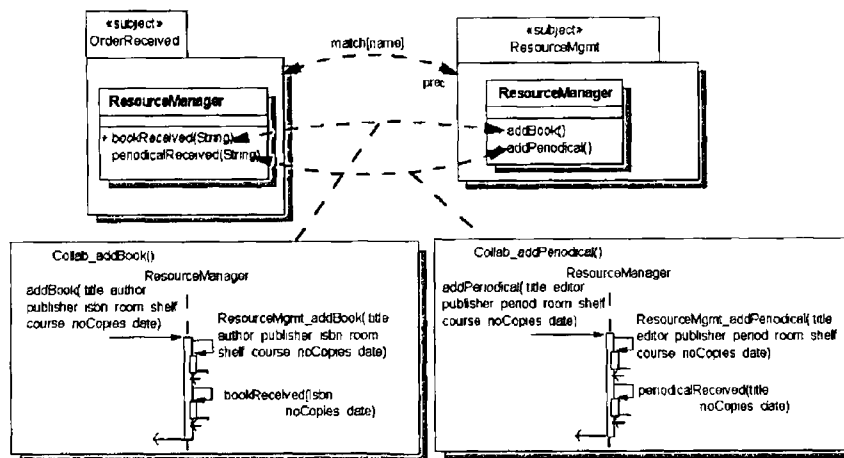 «subject»
OrderReceived
match[name]
«subject»
ResourceMgmt
prec
ResourceManager
+ bookReceived(String)
periodicalReceived(String)
ResourceManager
addBook()
addPeriodical()
Collab_addBook()
ResourceManager
addBook( title author
publisher isbn room shelf
course noCopies date)
ResourceMgmt_addBook( title
author publisher isbn room
shelf course noCopies date)
bookReceived(isbn
noCopies date)
Collab_addPeriodical()
ResourceManager
addPeriodical( title editor
publisher period room shelf
course noCopies date)
ResourceMgmt_addPeriodical( title
editor publisher period room shelf
course noCopies date)
periodicalReceived(title
noCopies date)